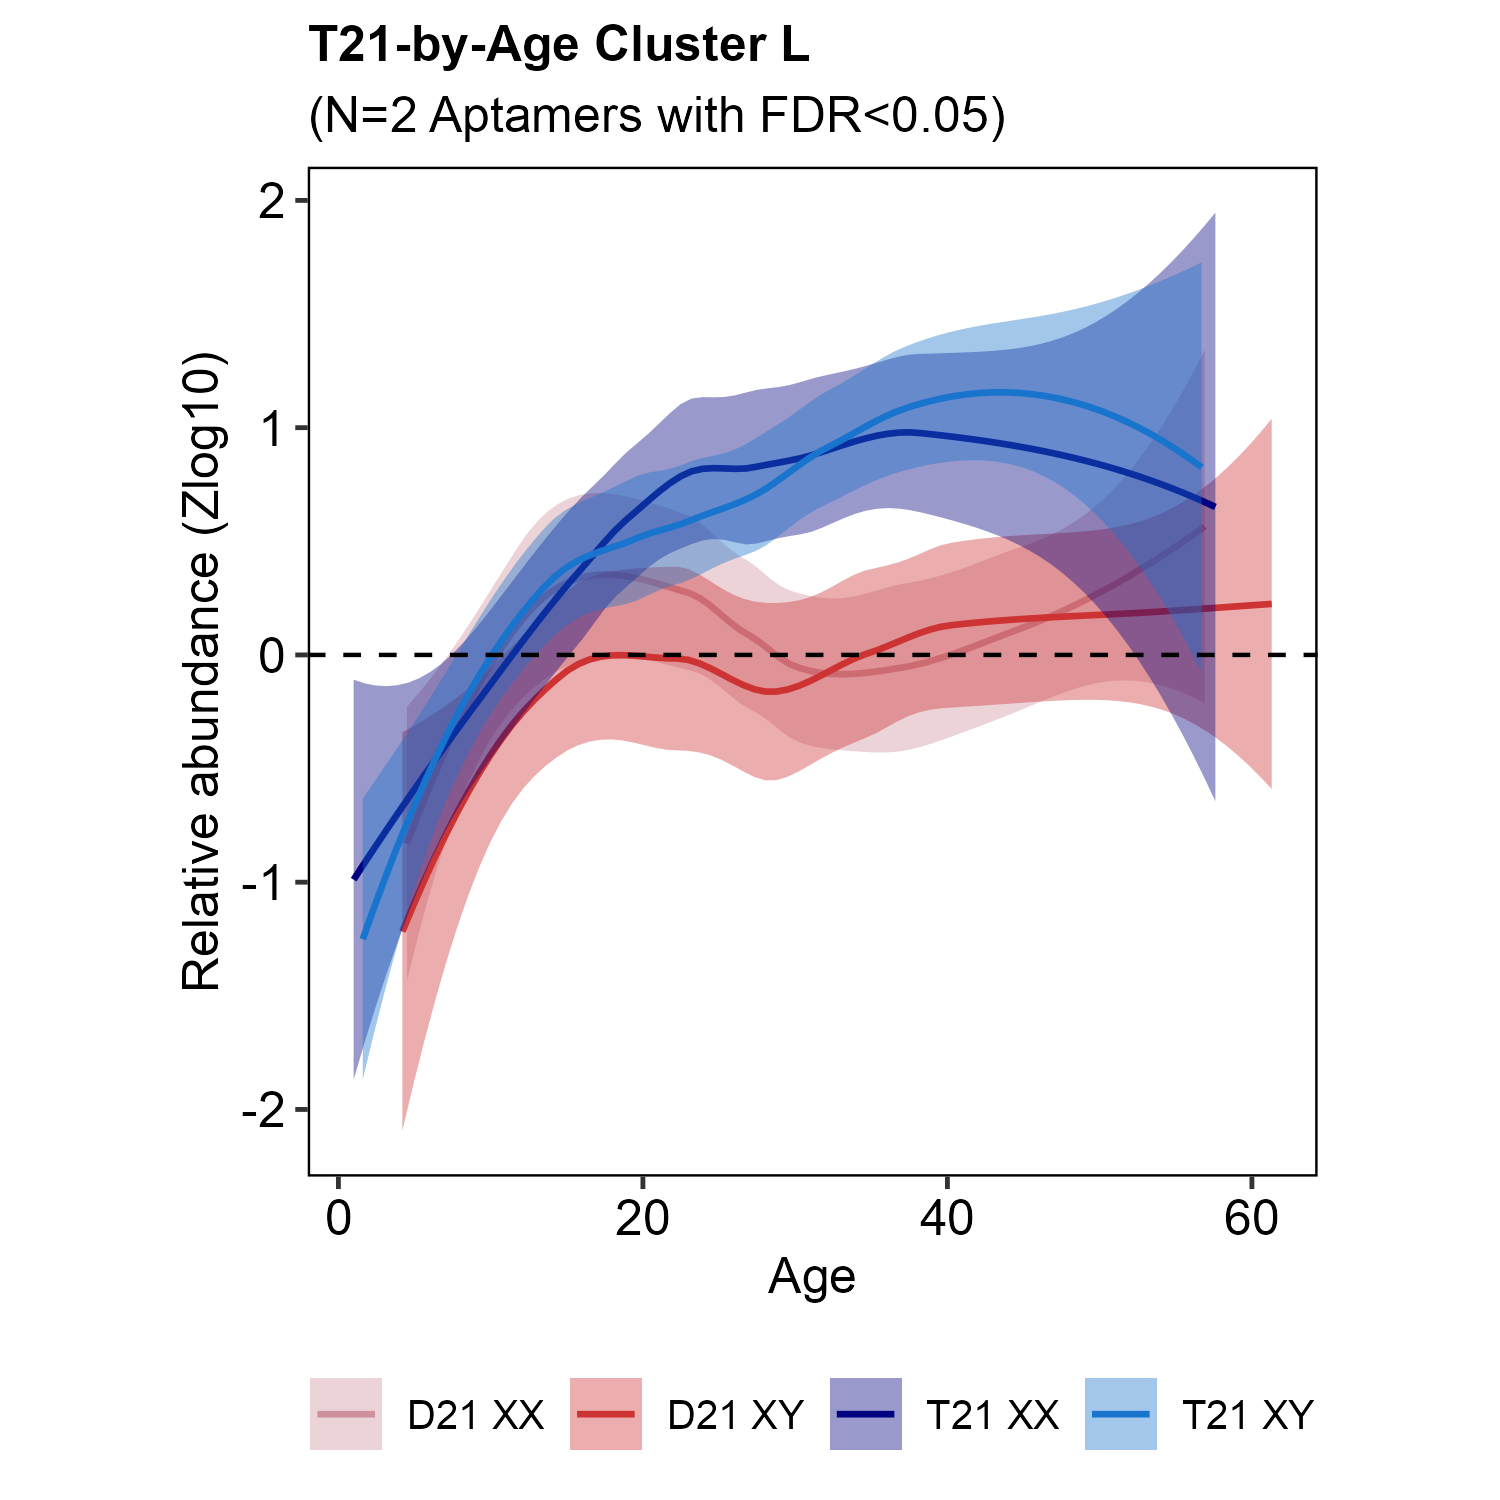 T21-by-Age Cluster L
(N=2 Aptamers with FDR<0.05)
2
1
0
-1
-2
Relative abundance (Zlog10)
0 20 40 60
Age
D21 XX D21 XY T21 XX T21 XY